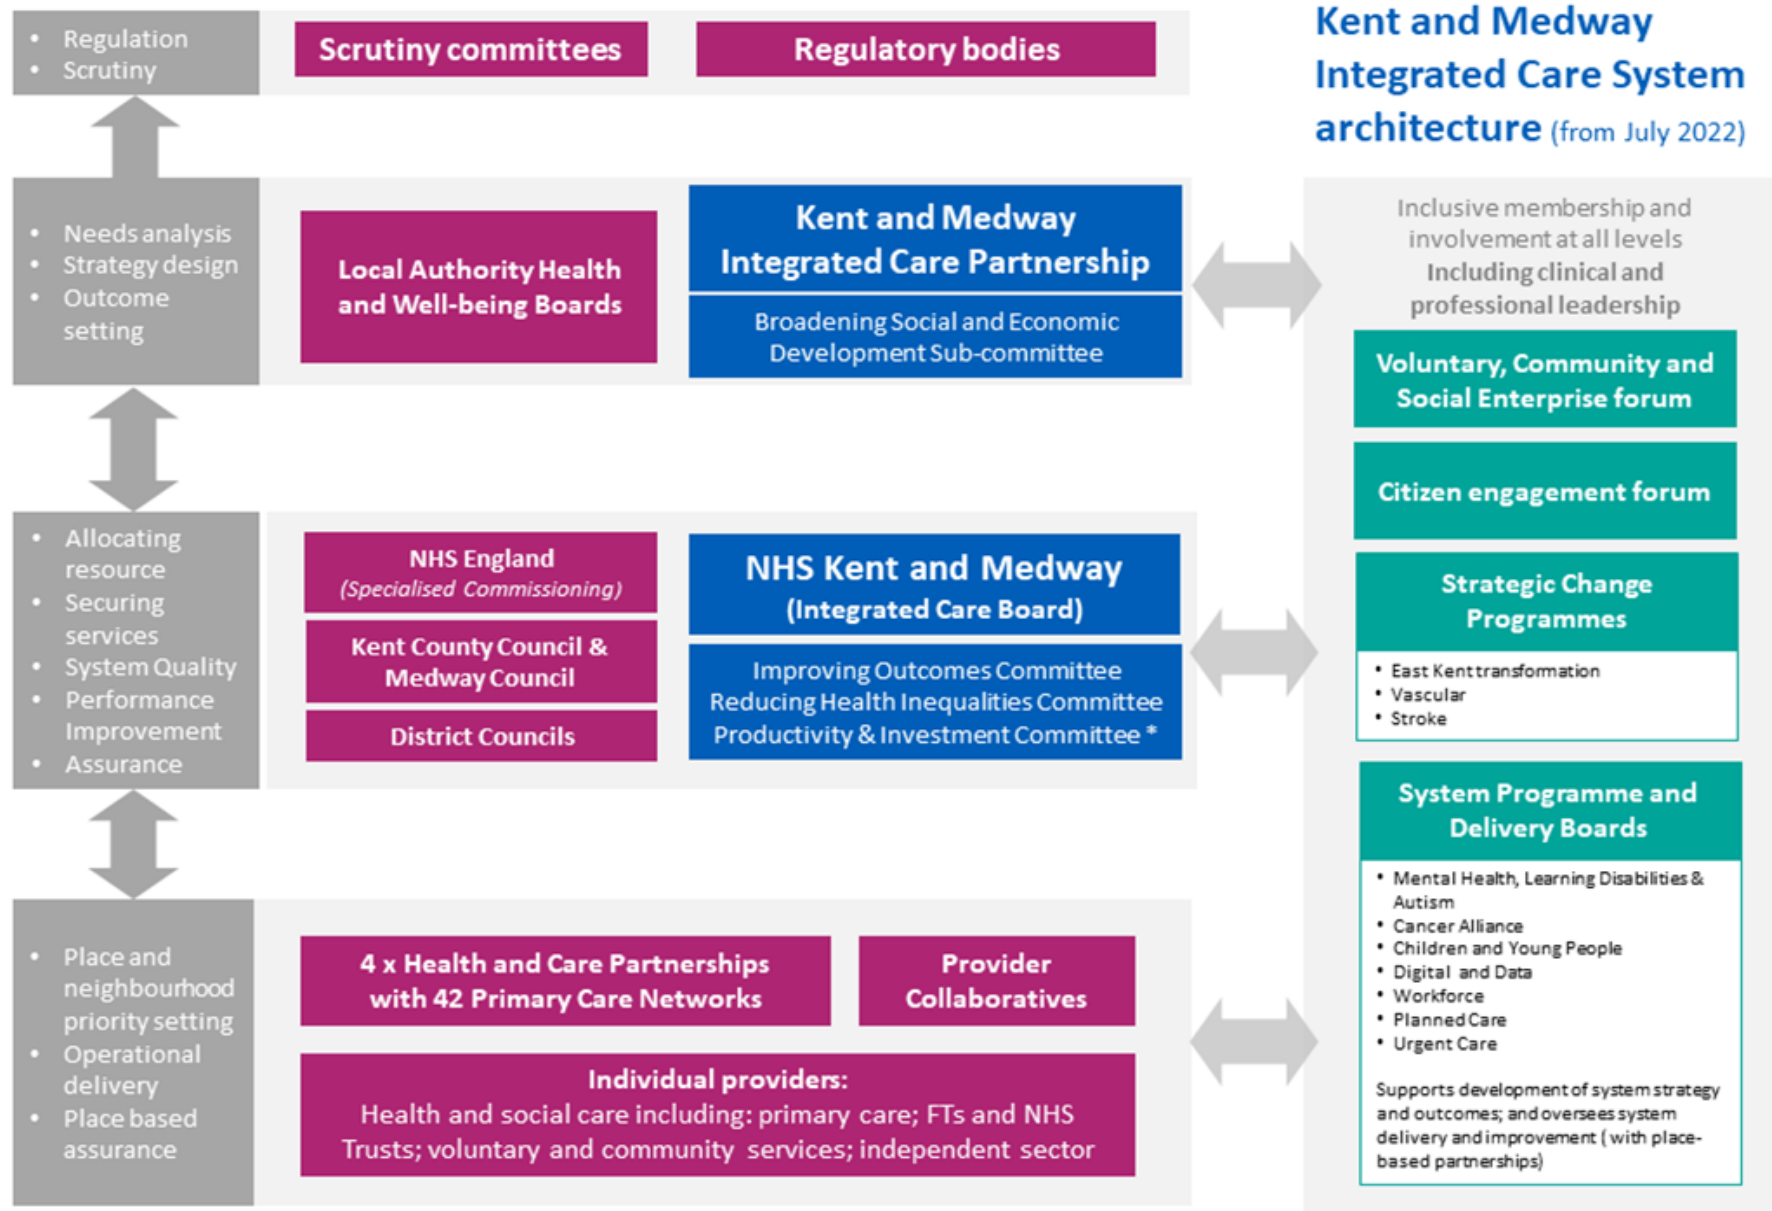 Kent and Medway
Integrated Care System
architecture (from July 2022)
• Regulation
• Scrutiny
Scrutiny committees
Regulatory bodies
• Needs analysis
• Strategy design
• Outcome
setting
Local Authority Health
and Well-being Boards
Kent and Medway
Integrated Care Partnership
Broadening Social and Economic
Development Sub-committee
• Allocating
resource
• Securing
services
• System Quality
• Performance
Improvement
• Assurance
NHS England
(Specialised Commissioning)
Kent County Council &
Medway Council
District Councils
NHS Kent and Medway
(Integrated Care Board)
Improving Outcomes Committee
Reducing Health Inequalities Committee
Productivity & Investment Committee *
• Place and
neighbourhood
priority setting
• Operational
delivery
• Place based
assurance
4 x Health and Care Partnerships
with 42 Primary Care Networks
Provider
Collaboratives
Individual providers:
Health and social care including: primary care; FTs and NHS
Trusts; voluntary and community services; independent sector
Inclusive membership and
involvement at all levels
Including clinical and
professional leadership
Voluntary, Community and
Social Enterprise forum
Citizen engagement forum
Strategic Change
Programmes
• East Kent transformation
• Vascular
• Stroke
System Programme and
Delivery Boards
• Mental Health, Learning Disabilities &
Autism
• Cancer Alliance
• Children and Young People
• Digital and Data
• Workforce
• Planned Care
• Urgent Care
Supports development of system strategy
and outcomes; and oversees system
delivery and improvement ( with place-
based partnerships)